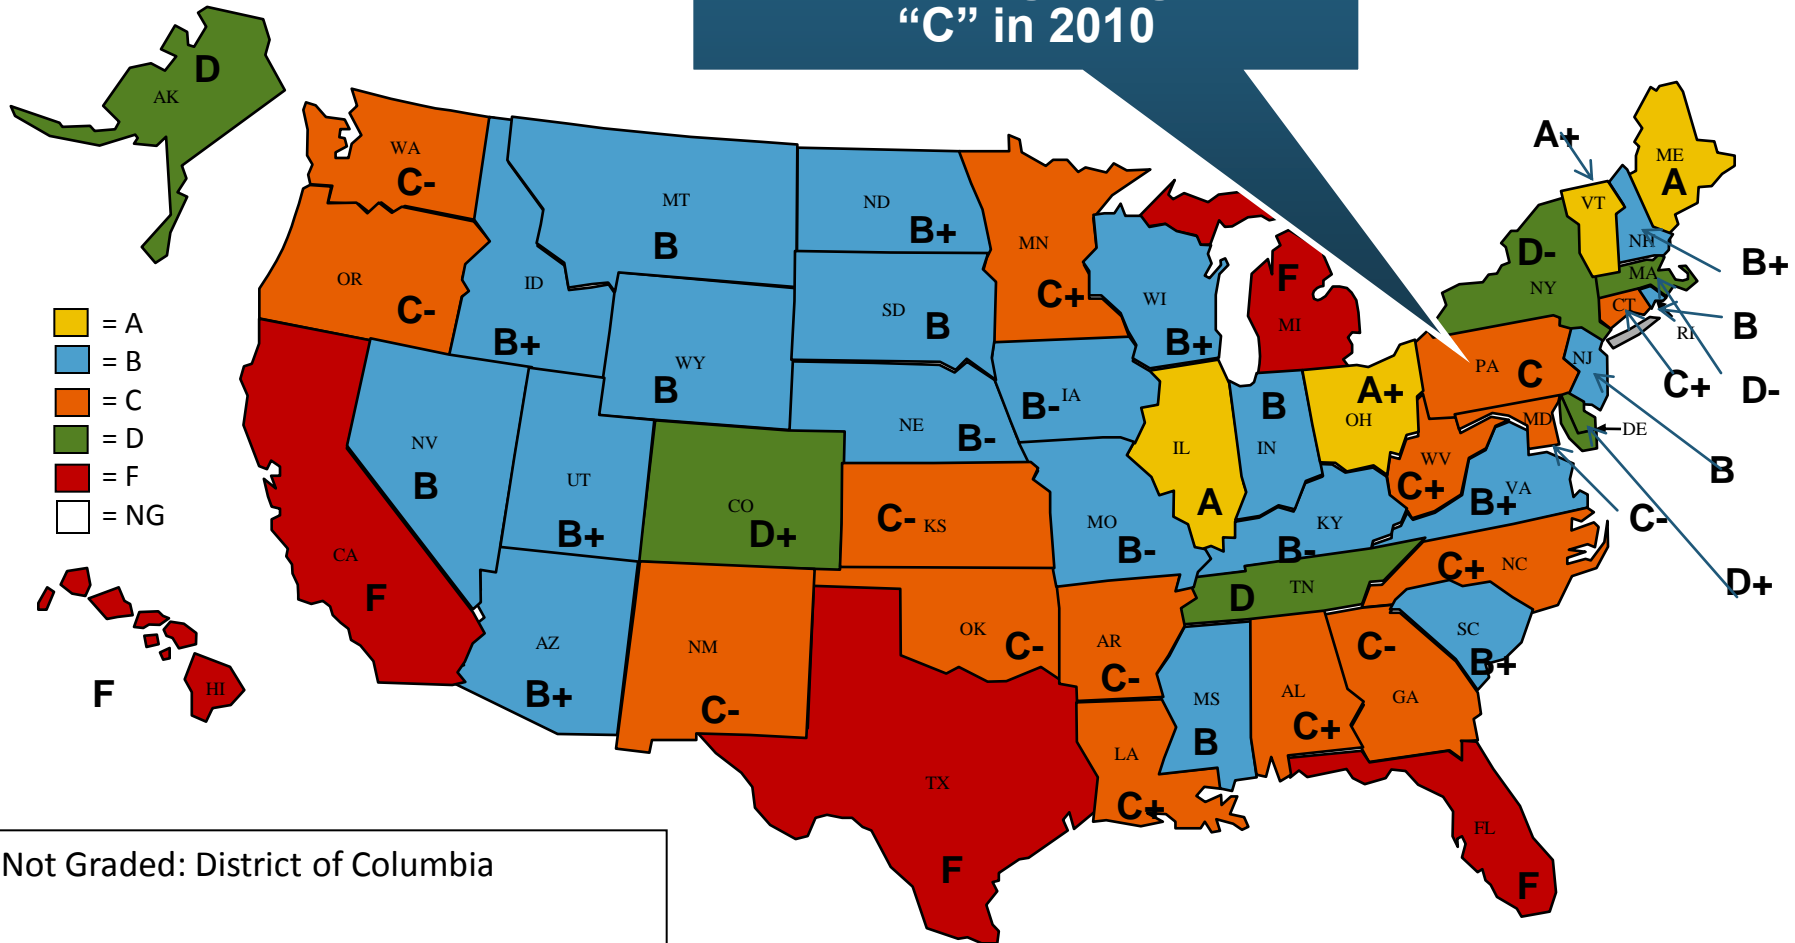 “C” in 2010
D
AK
A+
WA
C-
ME
A
MT
B
ND
B+
MN
C+
VT
NH
B+
OR
C-
ID
B+
SD
B
WI
B+
F
MI
D-
NY
MA
CT
RI
B
D-
C+
= A
= B
= C
= D
= F
= NG
WY
B
NE
B-
B-
IA
IL
A
B
IN
A+
OH
PA
C
NJ
B
MD
C-
DE
D+
NV
B
UT
B+
CO
D+
C-
KS
MO
B-
KY
B-
WV
C+
VA
B+
CA
F
AZ
B+
NM
C-
OK
C-
AR
C-
D
TN
C+
NC
SC
B+
F
HI
TX
F
LA
C+
MS
B
AL
C+
C-
GA
FL
F
Not Graded: District of Columbia